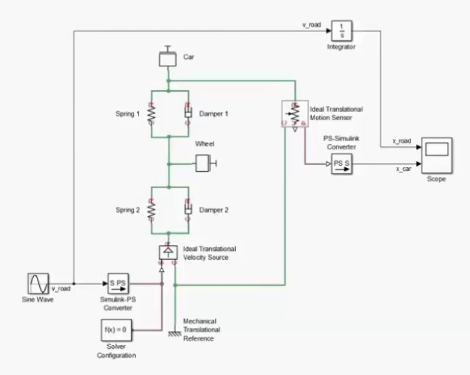 v_road
1
s
Integrator
Car
Spring 1
Damper 1
Ideal Translational
Motion Sensor
PS-Simulink
Converter
v_road
PS S
x_car
Scope
Wheel
Spring 2
Damper 2
Ideal Translational
Velocity Source
Sine Wave
v_road
S PS
Simulink-PS
Converter
f(x) = 0
Solver
Configuration
Mechanical
Translational
Reference